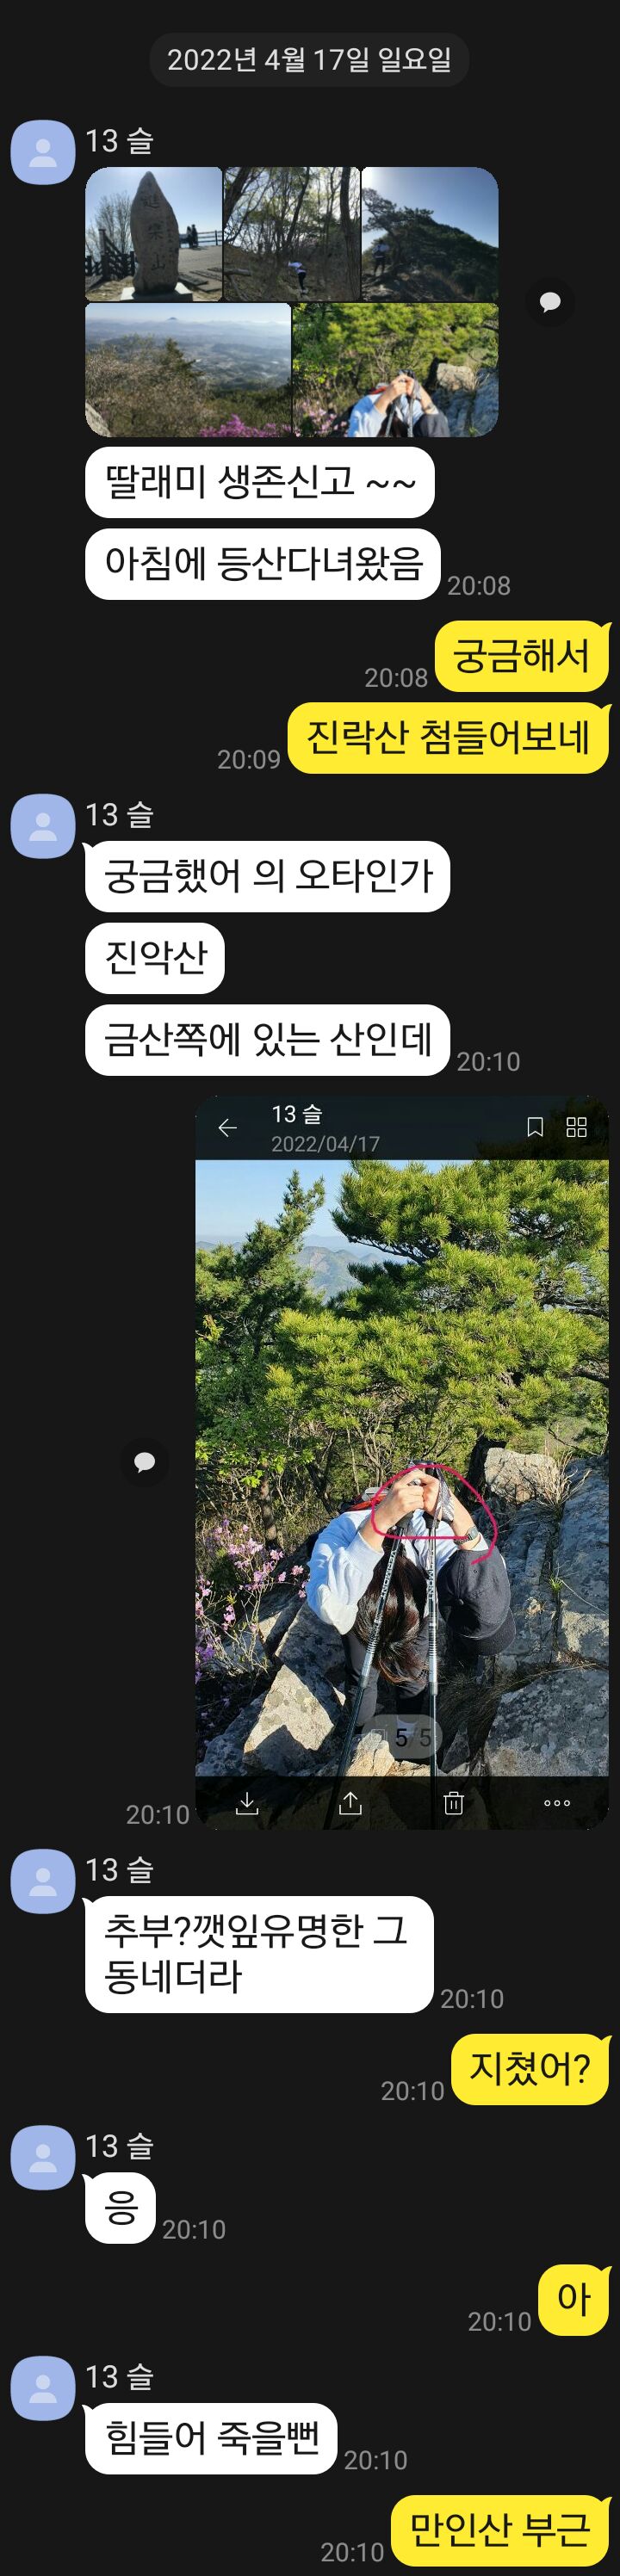 2022년 4월 17일 일요일
13 슬
進樂山
딸래미 생존신고 ~~
아침에 등산다녀왔음
20:08
궁금해서
20:08
진락산 첨들어보네
20:09
13 슬
궁금했어 의 오타인가
진악산
금산쪽에 있는 산인데
20:10
13 슬
2022/04/17
5 5
20:10
13 슬
추부?깻잎유명한 그
동네더라
20:10
지쳤어?
20:10
13 슬
응
20:10
아
20:10
13 슬
힘들어 죽을뻔
20:10
만인산 부근
20:10